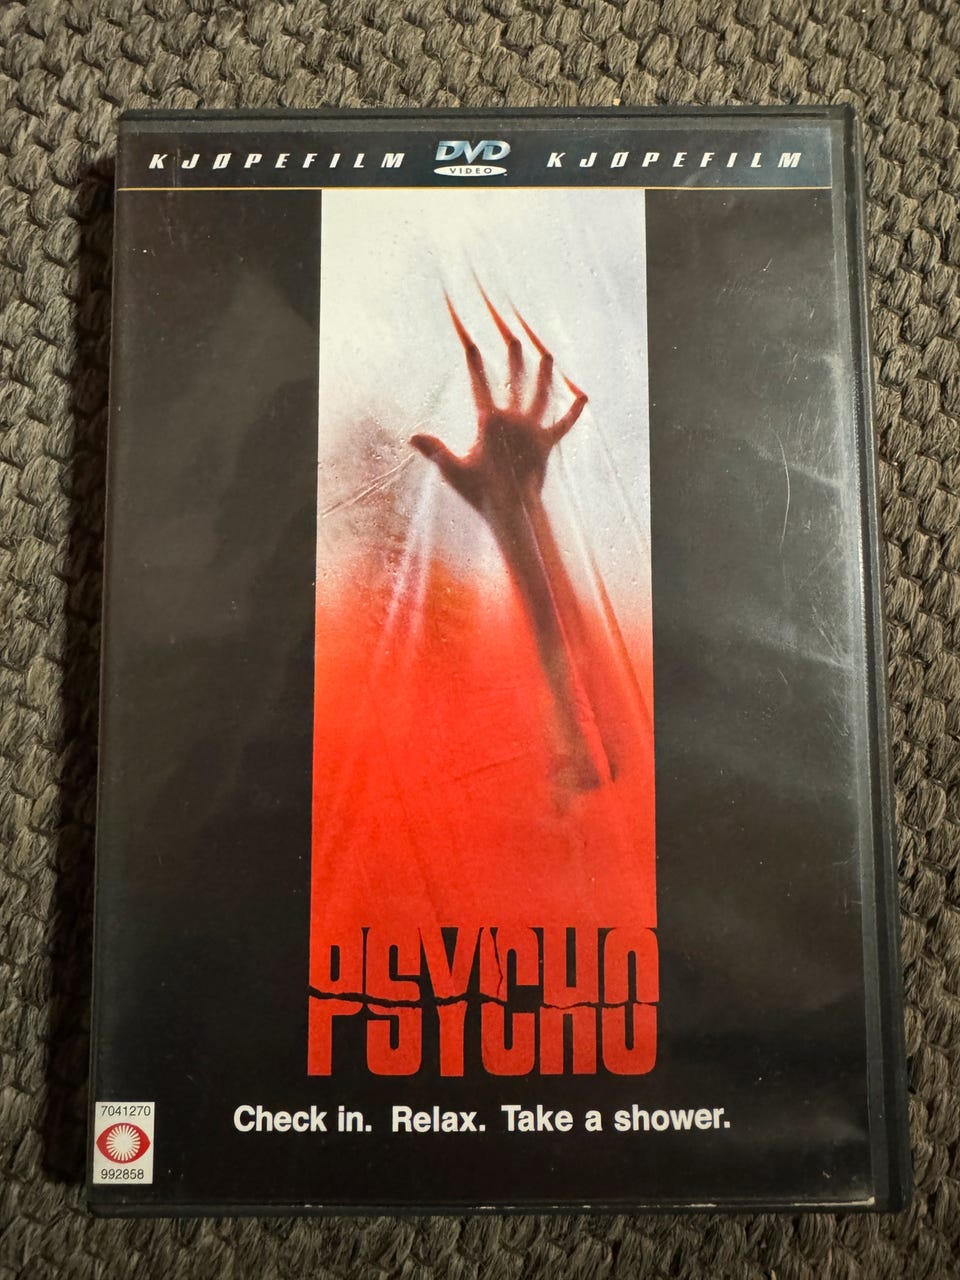 KJØPEFILM DVD VIDEO KJØPEFILM
PSYCHO
Check in. Relax. Take a shower.
7041270
992858